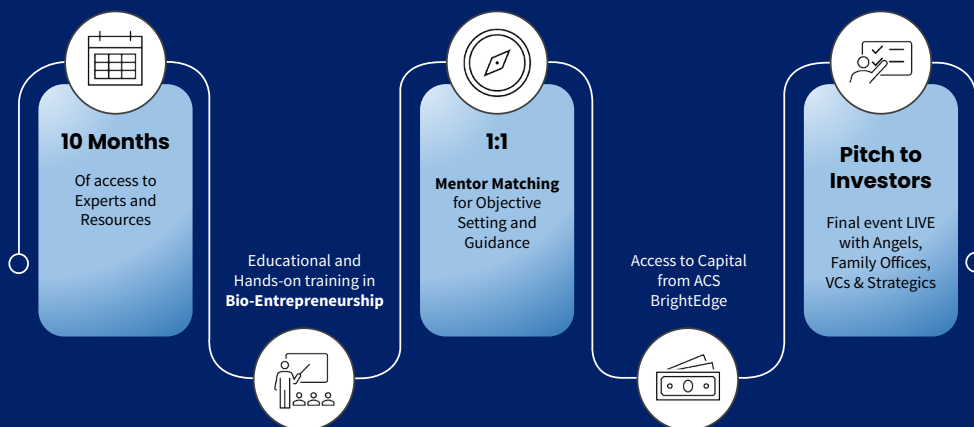 10 Months
Of access to
Experts and
Resources
Educational and
Hands-on training in
Bio-Entrepreneurship
1:1
Mentor Matching
for Objective
Setting and
Guidance
Access to Capital
from ACS
BrightEdge
Pitch to
Investors
Final event LIVE
with Angels,
Family Offices,
VCs & Strategics